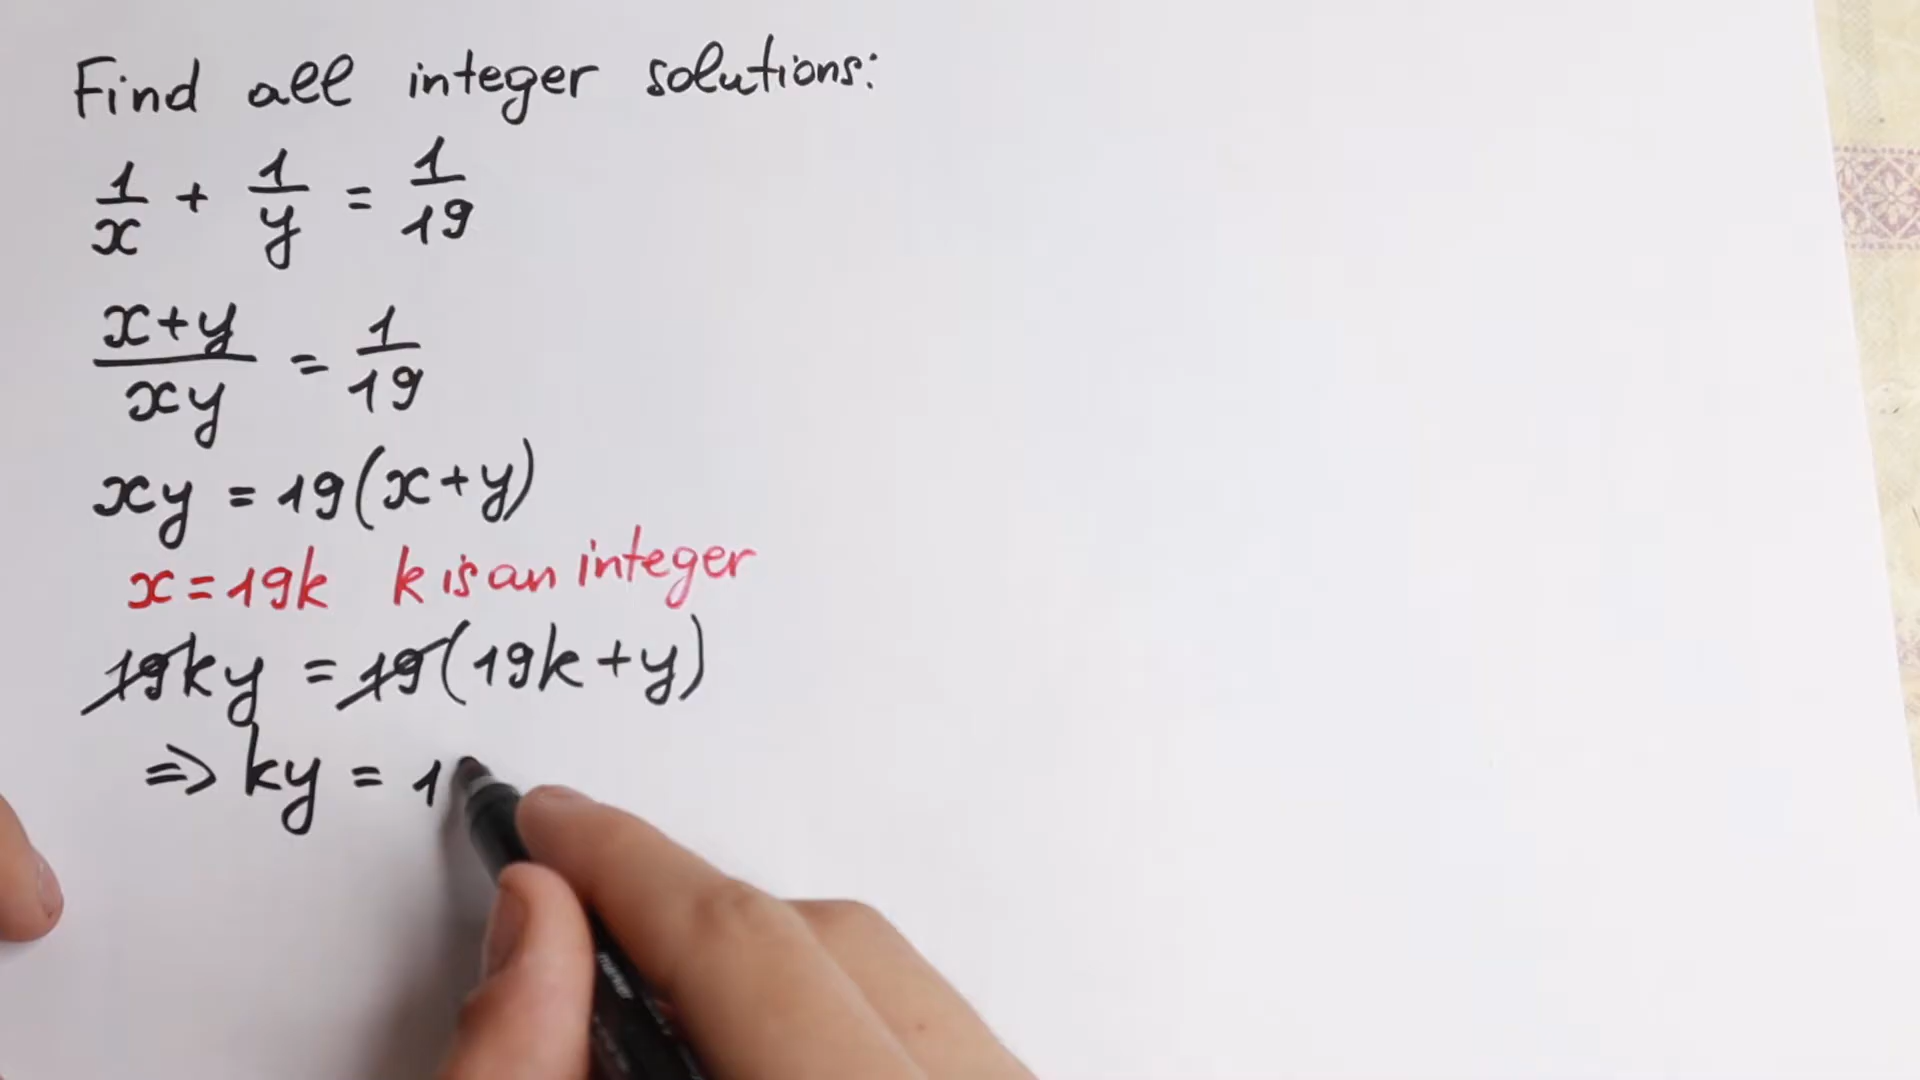 Find all integer solutions:
1/x + 1/y = 1/19
x+y/xy = 1/19
xy = 19(x+y)
x = 19k k is an integer
19ky = 19(19k+y)
⇒ ky = 1
marker